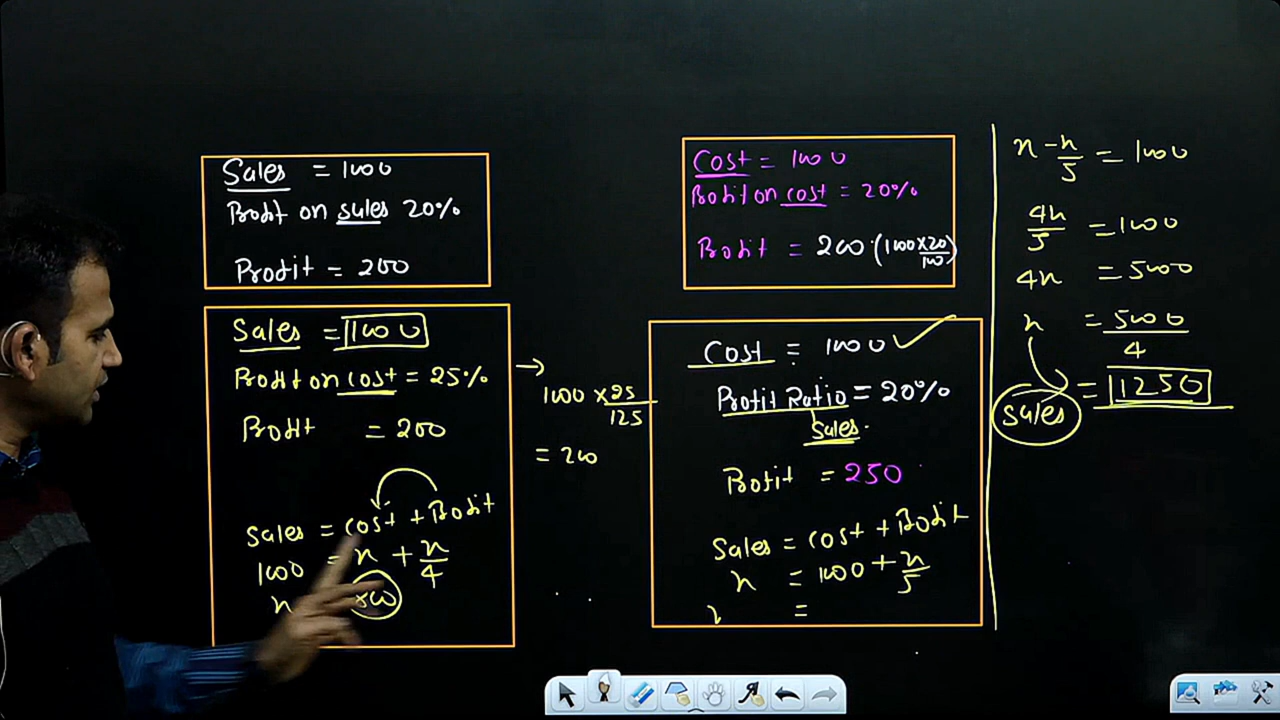 Sales = 1000
Profit on sales 20%
Profit = 200
Sales = 1000
Profit on cost = 25%
Profit = 200
Sales = cost + Profit
1000 = x + x/4
x
800
→
1000 × 25/125
= 200
Cost = 1000
Profit on cost = 20%
Profit = 200 (1000×20/100)
Cost = 1000 ✓
Profit Ratio = 20%
Sales.
Profit = 250
Sales = cost + Profit
x = 1000 + x/5
x =
x - x/5 = 1000
4x/5 = 1000
4x = 5000
x = 5000/4
sales = 1250